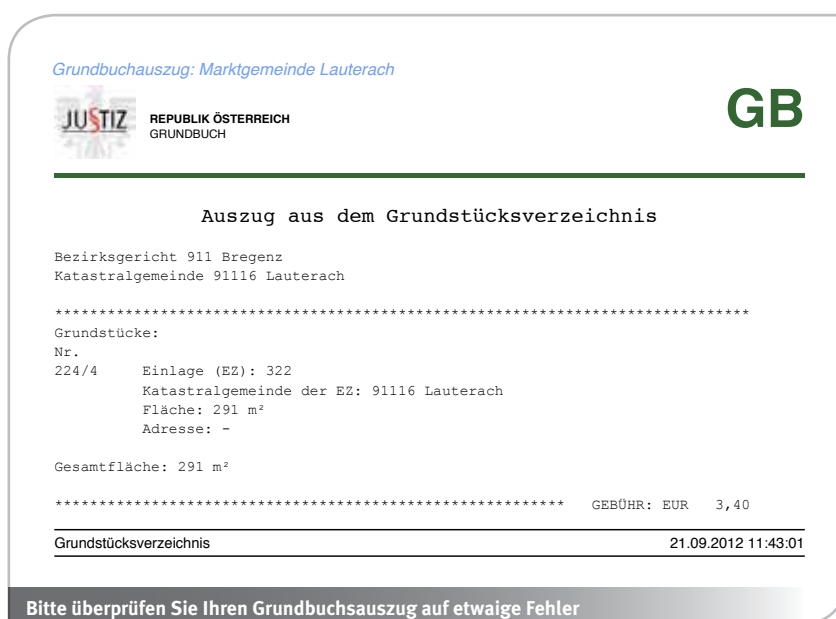 Grundbuchauszug: Marktgemeinde Lauterach
JUSTIZ
REPUBLIK ÖSTERREICH
GRUNDBUCH
GB
Auszug aus dem Grundstücksverzeichnis
Bezirksgericht 911 Bregenz
Katastralgemeinde 91116 Lauterach
*******************************************************************************
Grundstücke:
Nr.
224/4 Einlage (EZ): 322
Katastralgemeinde der EZ: 91116 Lauterach
Fläche: 291 m²
Adresse: -
Gesamtfläche: 291 m²
********************************************************** GEBÜHR: EUR 3,40
Grundstücksverzeichnis 21.09.2012 11:43:01
Bitte überprüfen Sie Ihren Grundbuchsauszug auf etwaige Fehler